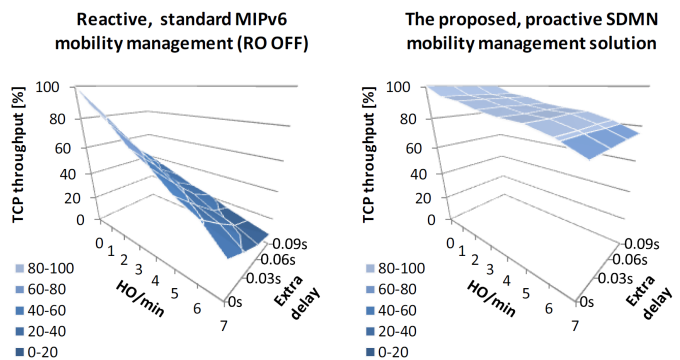 Reactive, standard MIPv6
mobility management (RO OFF)
TCP throughput [%]
100
80
60
40
20
0
0
1
2
3
4
5
6
7
HO/min
0s
0.03s
0.06s
0.09s
Extra
delay
80-100
60-80
40-60
20-40
0-20
The proposed, proactive SDMN
mobility management solution
TCP throughput [%]
100
80
60
40
20
0
0
1
2
3
4
5
6
7
HO/min
0s
0.03s
0.06s
0.09s
Extra
delay
80-100
60-80
40-60
20-40
0-20